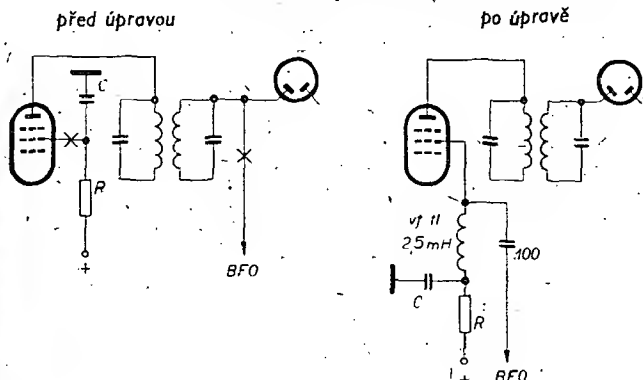 před úpravou
C
R
+
BFO
po úpravě
vf tl
2,5mH
100
C
R
+
BFO